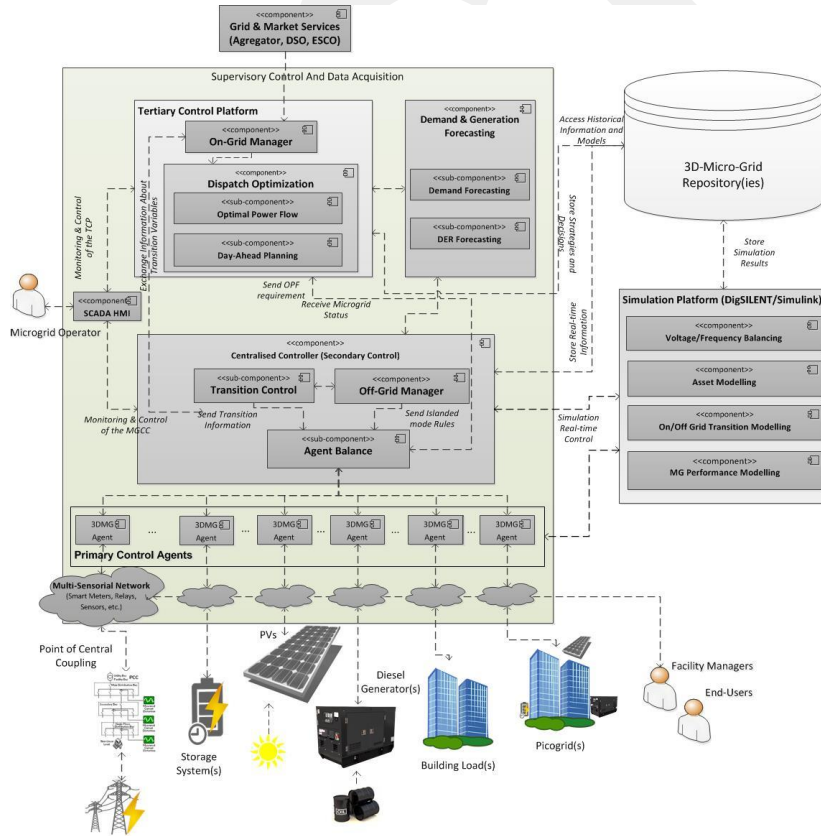 <<component>>
Grid & Market Services
(Agregator, DSO, ESCO)
Supervisory Control And Data Acquisition
Tertiary Control Platform
<<component>>
On-Grid Manager
<<component>>
Dispatch Optimization
<<sub-component>>
Optimal Power Flow
<<sub-component>>
Day-Ahead Planning
<<component>>
Demand & Generation
Forecasting
<<sub-component>>
Demand Forecasting
<<sub-component>>
DER Forecasting
Access Historical
Information and
Models
3D-Micro-Grid
Repository(ies)
Monitoring & Control
of the TCP
Exchange Information About
Transition Variables
Store Strategies and
Decisions
Store Real-time
Information
Store
Simulation
Results
Send OPF
requirement
Receive Microgrid
Status
Microgrid Operator
<<component>>
SCADA HMI
Simulation Platform (DigSILENT/Simulink)
<<component>>
Voltage/Frequency Balancing
<<component>>
Asset Modelling
<<component>>
On/Off Grid Transition Modelling
<<component>>
MG Performance Modelling
<<component>>
Centralised Controller (Secondary Control)
<<sub-component>>
Transition Control
<<sub-component>>
Off-Grid Manager
Monitoring & Control
of the MGCC
Send Transition
Information
Send Islanded
mode Rules
<<sub-component>>
Agent Balance
Simulation
Real-time
Control
3DMG
Agent
...
3DMG
Agent
...
3DMG
Agent
...
3DMG
Agent
...
3DMG
Agent
...
3DMG
Agent
Primary Control Agents
Multi-Sensorial Network
(Smart Meters, Relays,
Sensors, etc.)
Point of Central
Coupling
PCC
PVs
Diesel
Generator(s)
Storage
System(s)
Building Load(s)
Picogrid(s)
Facility Managers
End-Users
OIL